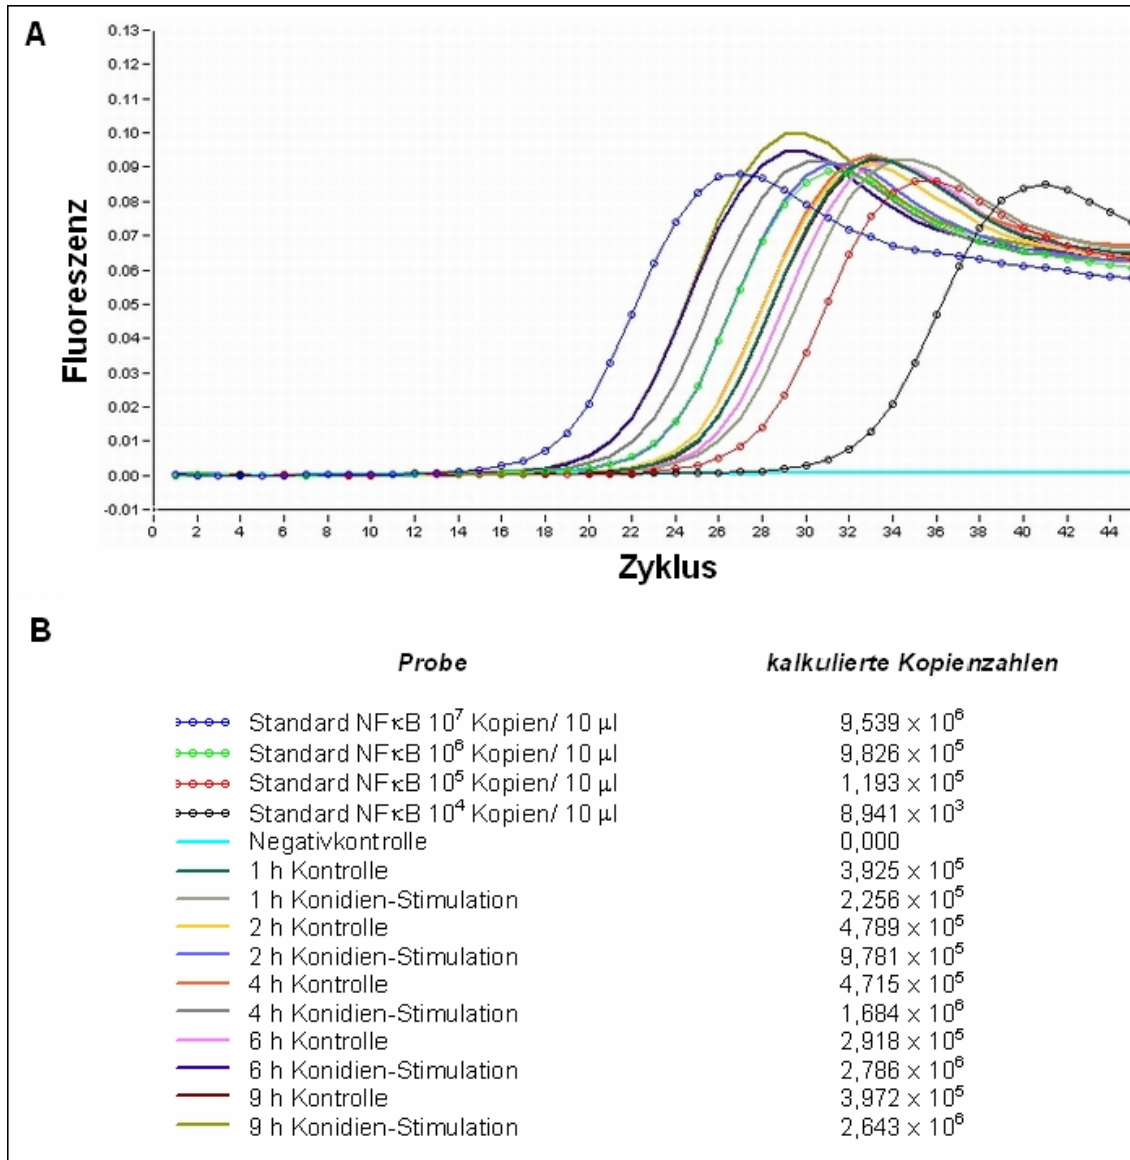 A
0.13
0.12
0.11
0.10
0.09
0.08
0.07
0.06
0.05
0.04
0.03
0.02
0.01
0.00
-0.01
Fluoreszenz
0 2 4 6 8 10 12 14 16 18 20 22 24 26 28 30 32 34 36 38 40 42 44
Zyklus
B
Probe kalkulierte Kopienzahlen
Standard NFκB 10⁷ Kopien/ 10 µl 9,539 × 10⁶
Standard NFκB 10⁶ Kopien/ 10 µl 9,826 × 10⁵
Standard NFκB 10⁵ Kopien/ 10 µl 1,193 × 10⁵
Standard NFκB 10⁴ Kopien/ 10 µl 8,941 × 10³
Negativkontrolle 0,000
1 h Kontrolle 3,925 × 10⁵
1 h Konidien-Stimulation 2,256 × 10⁵
2 h Kontrolle 4,789 × 10⁵
2 h Konidien-Stimulation 9,781 × 10⁵
4 h Kontrolle 4,715 × 10⁵
4 h Konidien-Stimulation 1,684 × 10⁶
6 h Kontrolle 2,918 × 10⁵
6 h Konidien-Stimulation 2,786 × 10⁶
9 h Kontrolle 3,972 × 10⁵
9 h Konidien-Stimulation 2,643 × 10⁶